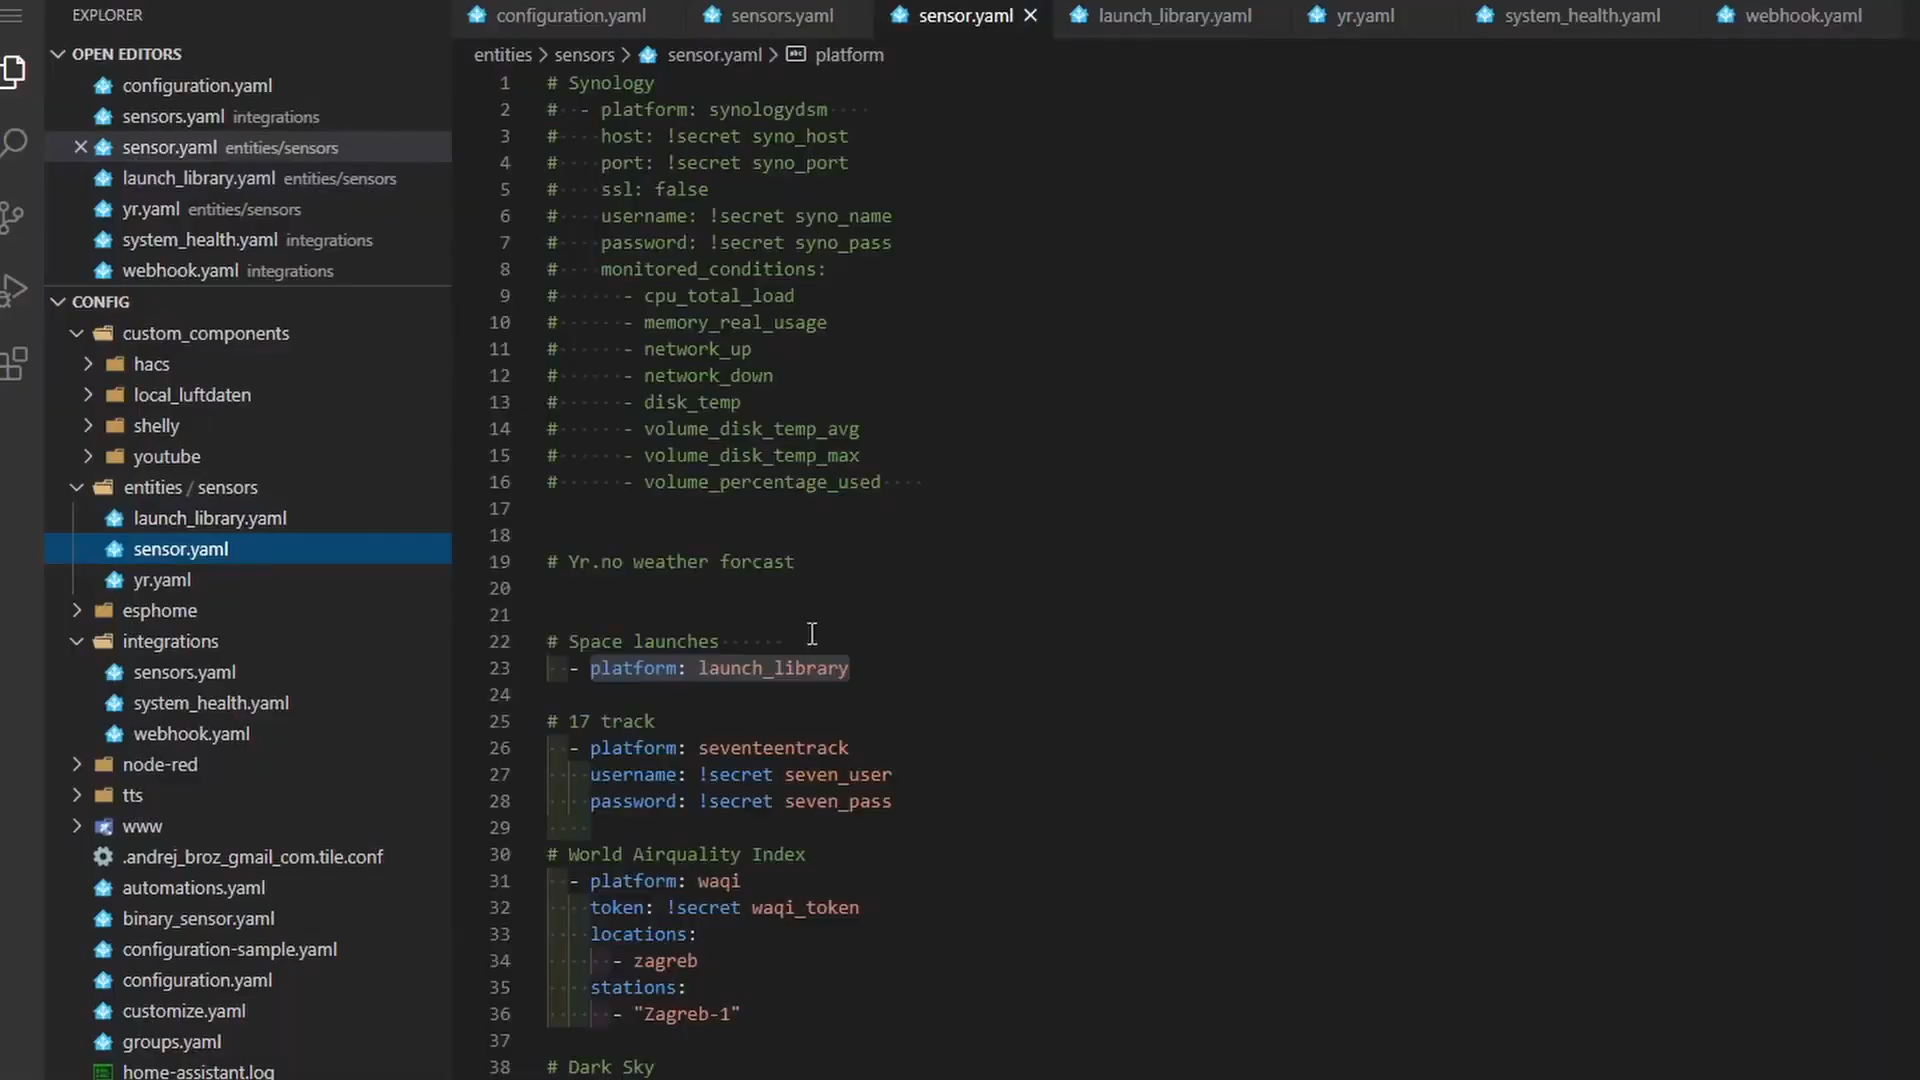 EXPLORER
OPEN EDITORS
configuration.yaml
sensors.yaml integrations
sensor.yaml entities/sensors
launch_library.yaml entities/sensors
yr.yaml entities/sensors
system_health.yaml integrations
webhook.yaml integrations
CONFIG
custom_components
hacs
local_luftdaten
shelly
youtube
entities / sensors
launch_library.yaml
sensor.yaml
yr.yaml
esphome
integrations
sensors.yaml
system_health.yaml
webhook.yaml
node-red
tts
www
.andrej_broz_gmail_com.tile.conf
automations.yaml
binary_sensor.yaml
configuration-sample.yaml
configuration.yaml
customize.yaml
groups.yaml
home-assistant.log
configuration.yaml sensors.yaml sensor.yaml launch_library.yaml yr.yaml system_health.yaml webhook.yaml
entities > sensors > sensor.yaml > platform
1 # Synology
2 # - platform: synologydsm
3 # host: !secret syno_host
4 # port: !secret syno_port
5 # ssl: false
6 # username: !secret syno_name
7 # password: !secret syno_pass
8 # monitored_conditions:
9 # - cpu_total_load
10 # - memory_real_usage
11 # - network_up
12 # - network_down
13 # - disk_temp
14 # - volume_disk_temp_avg
15 # - volume_disk_temp_max
16 # - volume_percentage_used
17
18
19 # Yr.no weather forcast
20
21
22 # Space launches
23 - platform: launch_library
24
25 # 17 track
26 - platform: seventeentrack
27 username: !secret seven_user
28 password: !secret seven_pass
29
30 # World Airquality Index
31 - platform: waqi
32 token: !secret waqi_token
33 locations:
34 - zagreb
35 stations:
36 - "Zagreb-1"
37
38 # Dark Sky